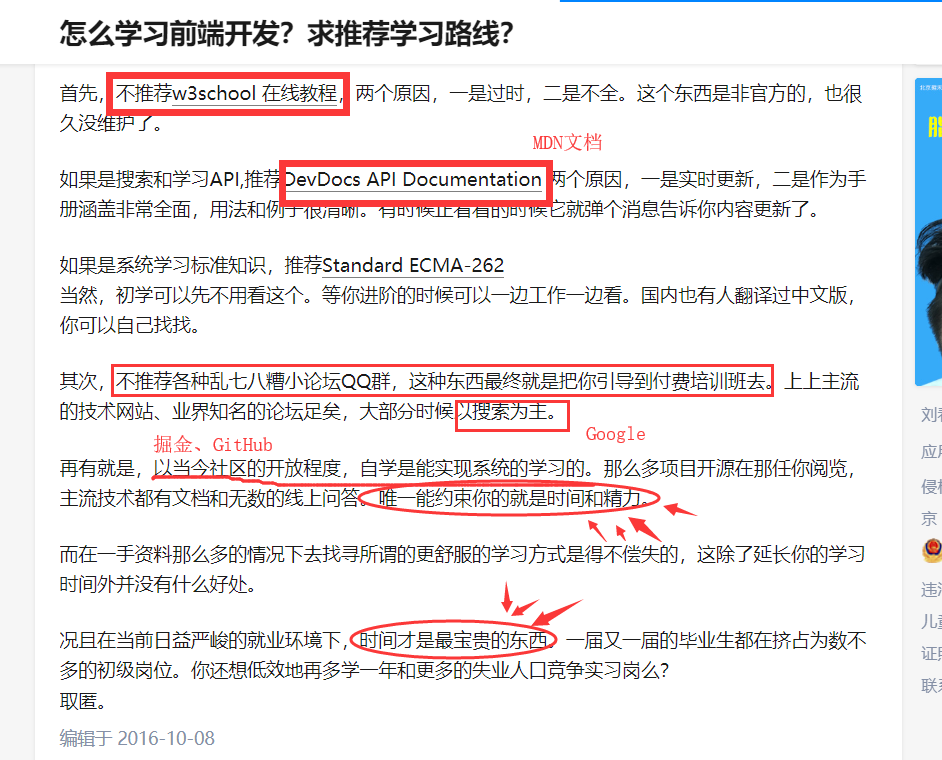 怎么学习前端开发？求推荐学习路线？
首先，不推荐w3school 在线教程，两个原因，一是过时，二是不全。这个东西是非官方的，也很
久没维护了。
MDN文档
如果是搜索和学习API,推荐DevDocs API Documentation 两个原因，一是实时更新，二是作为手
册涵盖非常全面，用法和例子很清晰。有时候正看着的时候它就弹个消息告诉你内容更新了。
如果是系统学习标准知识，推荐Standard ECMA-262
当然，初学可以先不用看这个。等你进阶的时候可以一边工作一边看。国内也有人翻译过中文版，
你可以自己找找。
其次，不推荐各种乱七八糟小论坛QQ群，这种东西最终就是把你引导到付费培训班去。上上主流
的技术网站、业界知名的论坛足矣，大部分时候以搜索为主。
Google
掘金、GitHub
再有就是，以当今社区的开放程度，自学是能实现系统的学习的。那么多项目开源在那任你阅览，
主流技术都有文档和无数的线上问答。唯一能约束你的就是时间和精力。
而在一手资料那么多的情况下去找寻所谓的更舒服的学习方式是得不偿失的，这除了延长你的学习
时间外并没有什么好处。
况且在当前日益严峻的就业环境下，时间才是最宝贵的东西。一届又一届的毕业生都在挤占为数不
多的初级岗位。你还想低效地再多学一年和更多的失业人口竞争实习岗么？
取匿。
编辑于 2016-10-08
刘
应
侵
京
违
儿
证
联